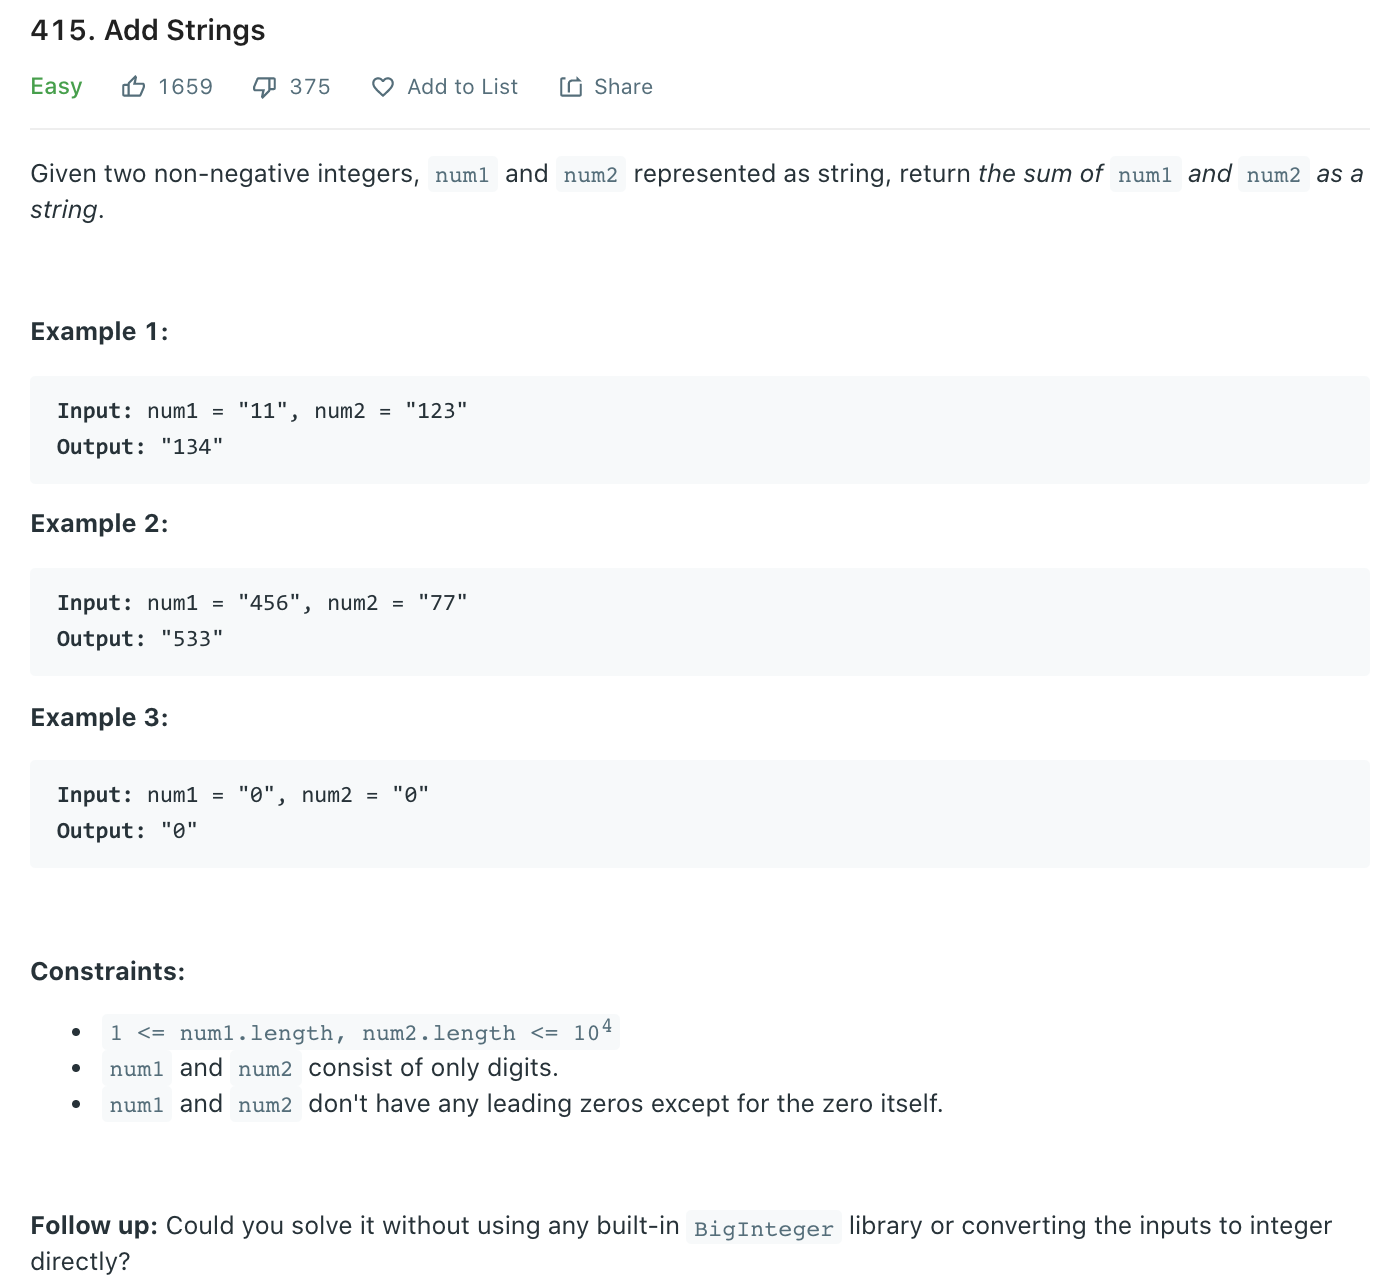 415. Add Strings
Easy 1659 375 Add to List Share
Given two non-negative integers, num1 and num2 represented as string, return the sum of num1 and num2 as a
string.
Example 1:
Input: num1 = "11", num2 = "123"
Output: "134"
Example 2:
Input: num1 = "456", num2 = "77"
Output: "533"
Example 3:
Input: num1 = "0", num2 = "0"
Output: "0"
Constraints:
• 1 <= num1.length, num2.length <= 10⁴
• num1 and num2 consist of only digits.
• num1 and num2 don't have any leading zeros except for the zero itself.
Follow up: Could you solve it without using any built-in BigInteger library or converting the inputs to integer
directly?